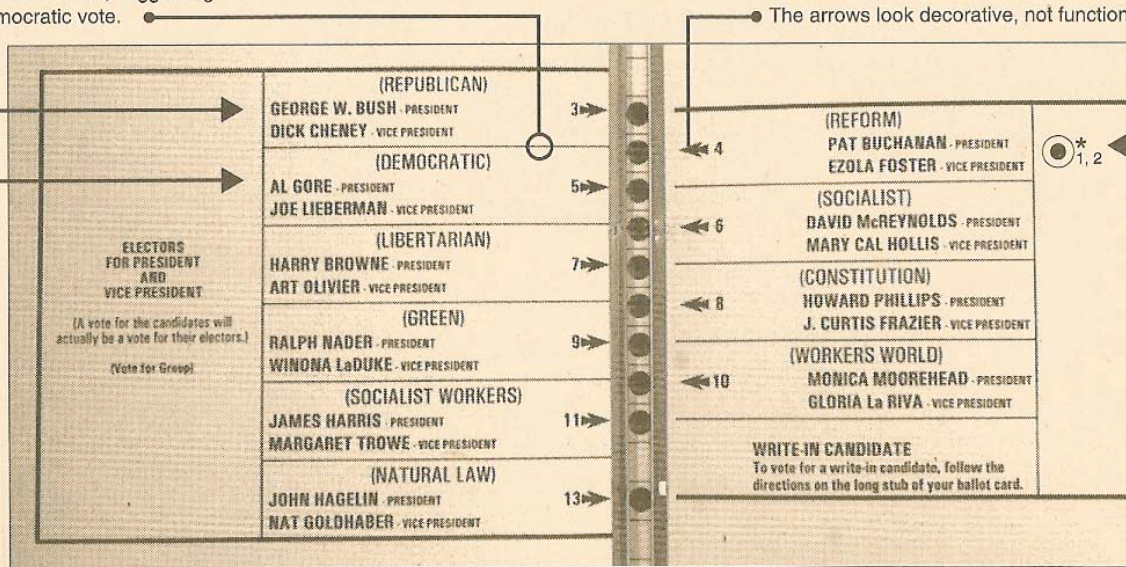 mocratic vote.
The arrows look decorative, not function
(REPUBLICAN)
GEORGE W. BUSH - PRESIDENT
DICK CHENEY - VICE PRESIDENT
3
(DEMOCRATIC)
AL GORE - PRESIDENT
JOE LIEBERMAN - VICE PRESIDENT
5
(LIBERTARIAN)
HARRY BROWNE - PRESIDENT
ART OLIVIER - VICE PRESIDENT
7
(GREEN)
RALPH NADER - PRESIDENT
WINONA LaDUKE - VICE PRESIDENT
9
(SOCIALIST WORKERS)
JAMES HARRIS - PRESIDENT
MARGARET TROWE - VICE PRESIDENT
11
(NATURAL LAW)
JOHN HAGELIN - PRESIDENT
NAT GOLDHABER - VICE PRESIDENT
13
ELECTORS
FOR PRESIDENT
AND
VICE PRESIDENT
(A vote for the candidates will
actually be a vote for their electors.)
(Vote for Group)
(REFORM)
4 PAT BUCHANAN - PRESIDENT
EZOLA FOSTER - VICE PRESIDENT
* 1, 2
(SOCIALIST)
6 DAVID McREYNOLDS - PRESIDENT
MARY CAL HOLLIS - VICE PRESIDENT
(CONSTITUTION)
8 HOWARD PHILLIPS - PRESIDENT
J. CURTIS FRAZIER - VICE PRESIDENT
(WORKERS WORLD)
10 MONICA MOOREHEAD - PRESIDENT
GLORIA La RIVA - VICE PRESIDENT
WRITE-IN CANDIDATE
To vote for a write-in candidate, follow the
directions on the long stub of your ballot card.